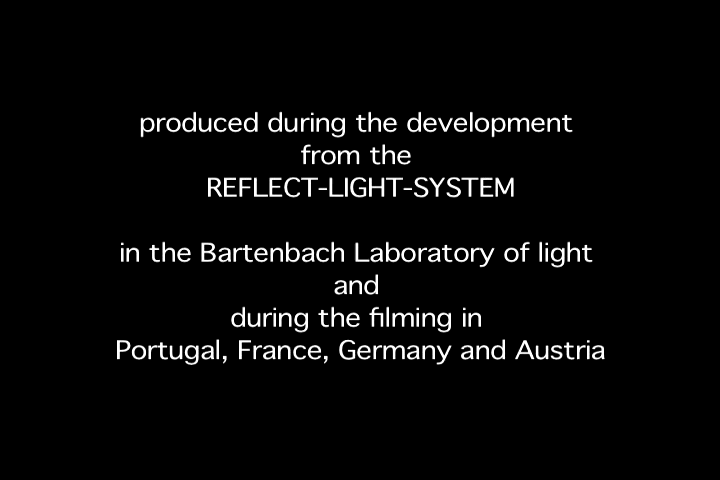 produced during the development
from the
REFLECT-LIGHT-SYSTEM
in the Bartenbach Laboratory of light
and
during the filming in
Portugal, France, Germany and Austria